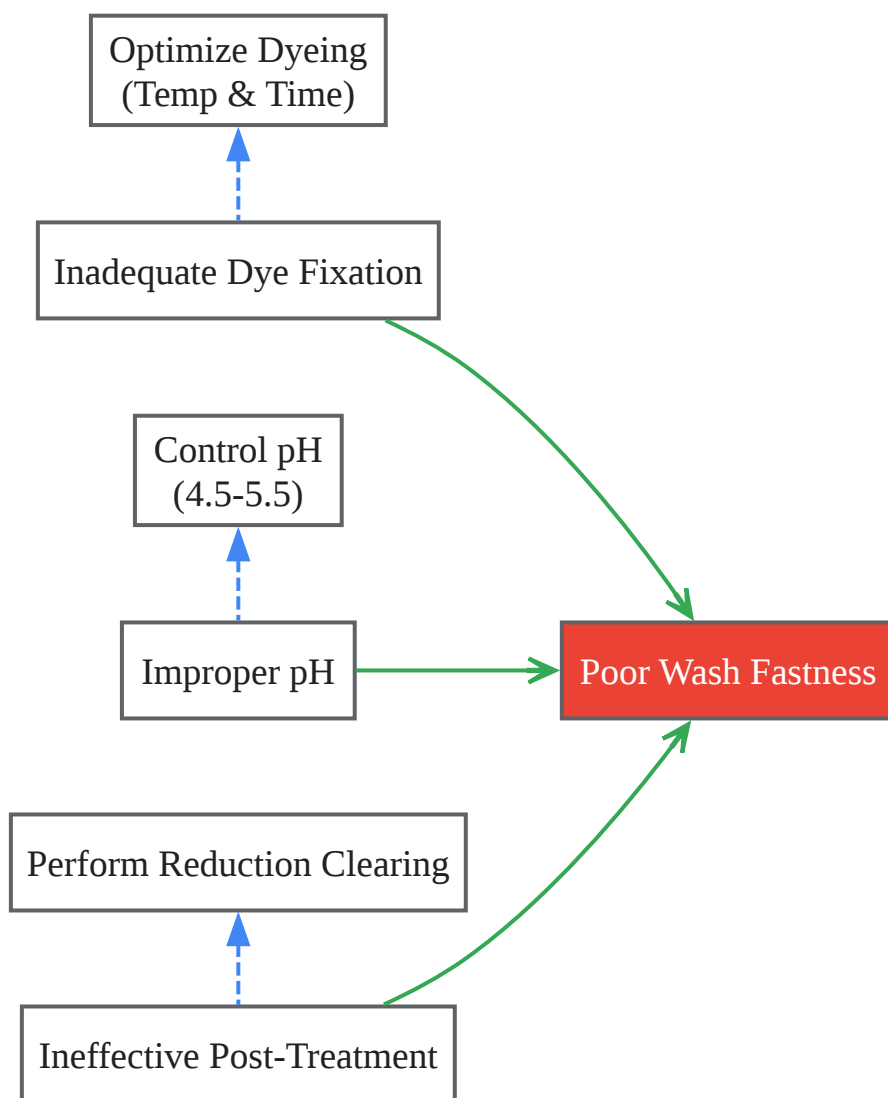 Optimize Dyeing
(Temp & Time)
Inadequate Dye Fixation
Control pH
(4.5-5.5)
Improper pH
Poor Wash Fastness
Perform Reduction Clearing
Ineffective Post-Treatment